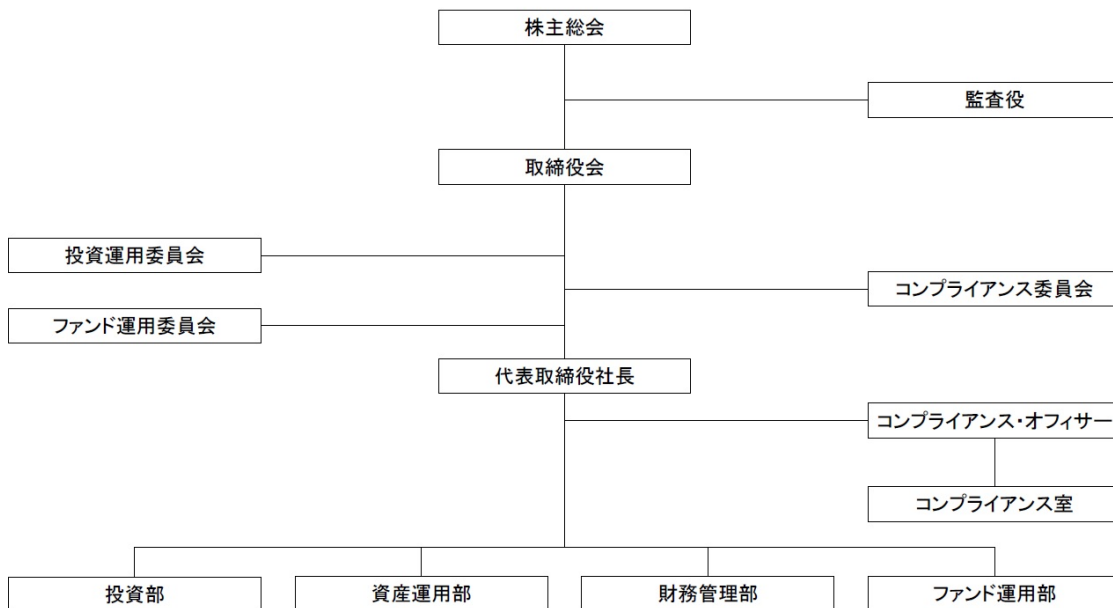 株主総会
監査役
取締役会
投資運用委員会
コンプライアンス委員会
ファンド運用委員会
代表取締役社長
コンプライアンス・オフィサー
コンプライアンス室
投資部
資産運用部
財務管理部
ファンド運用部